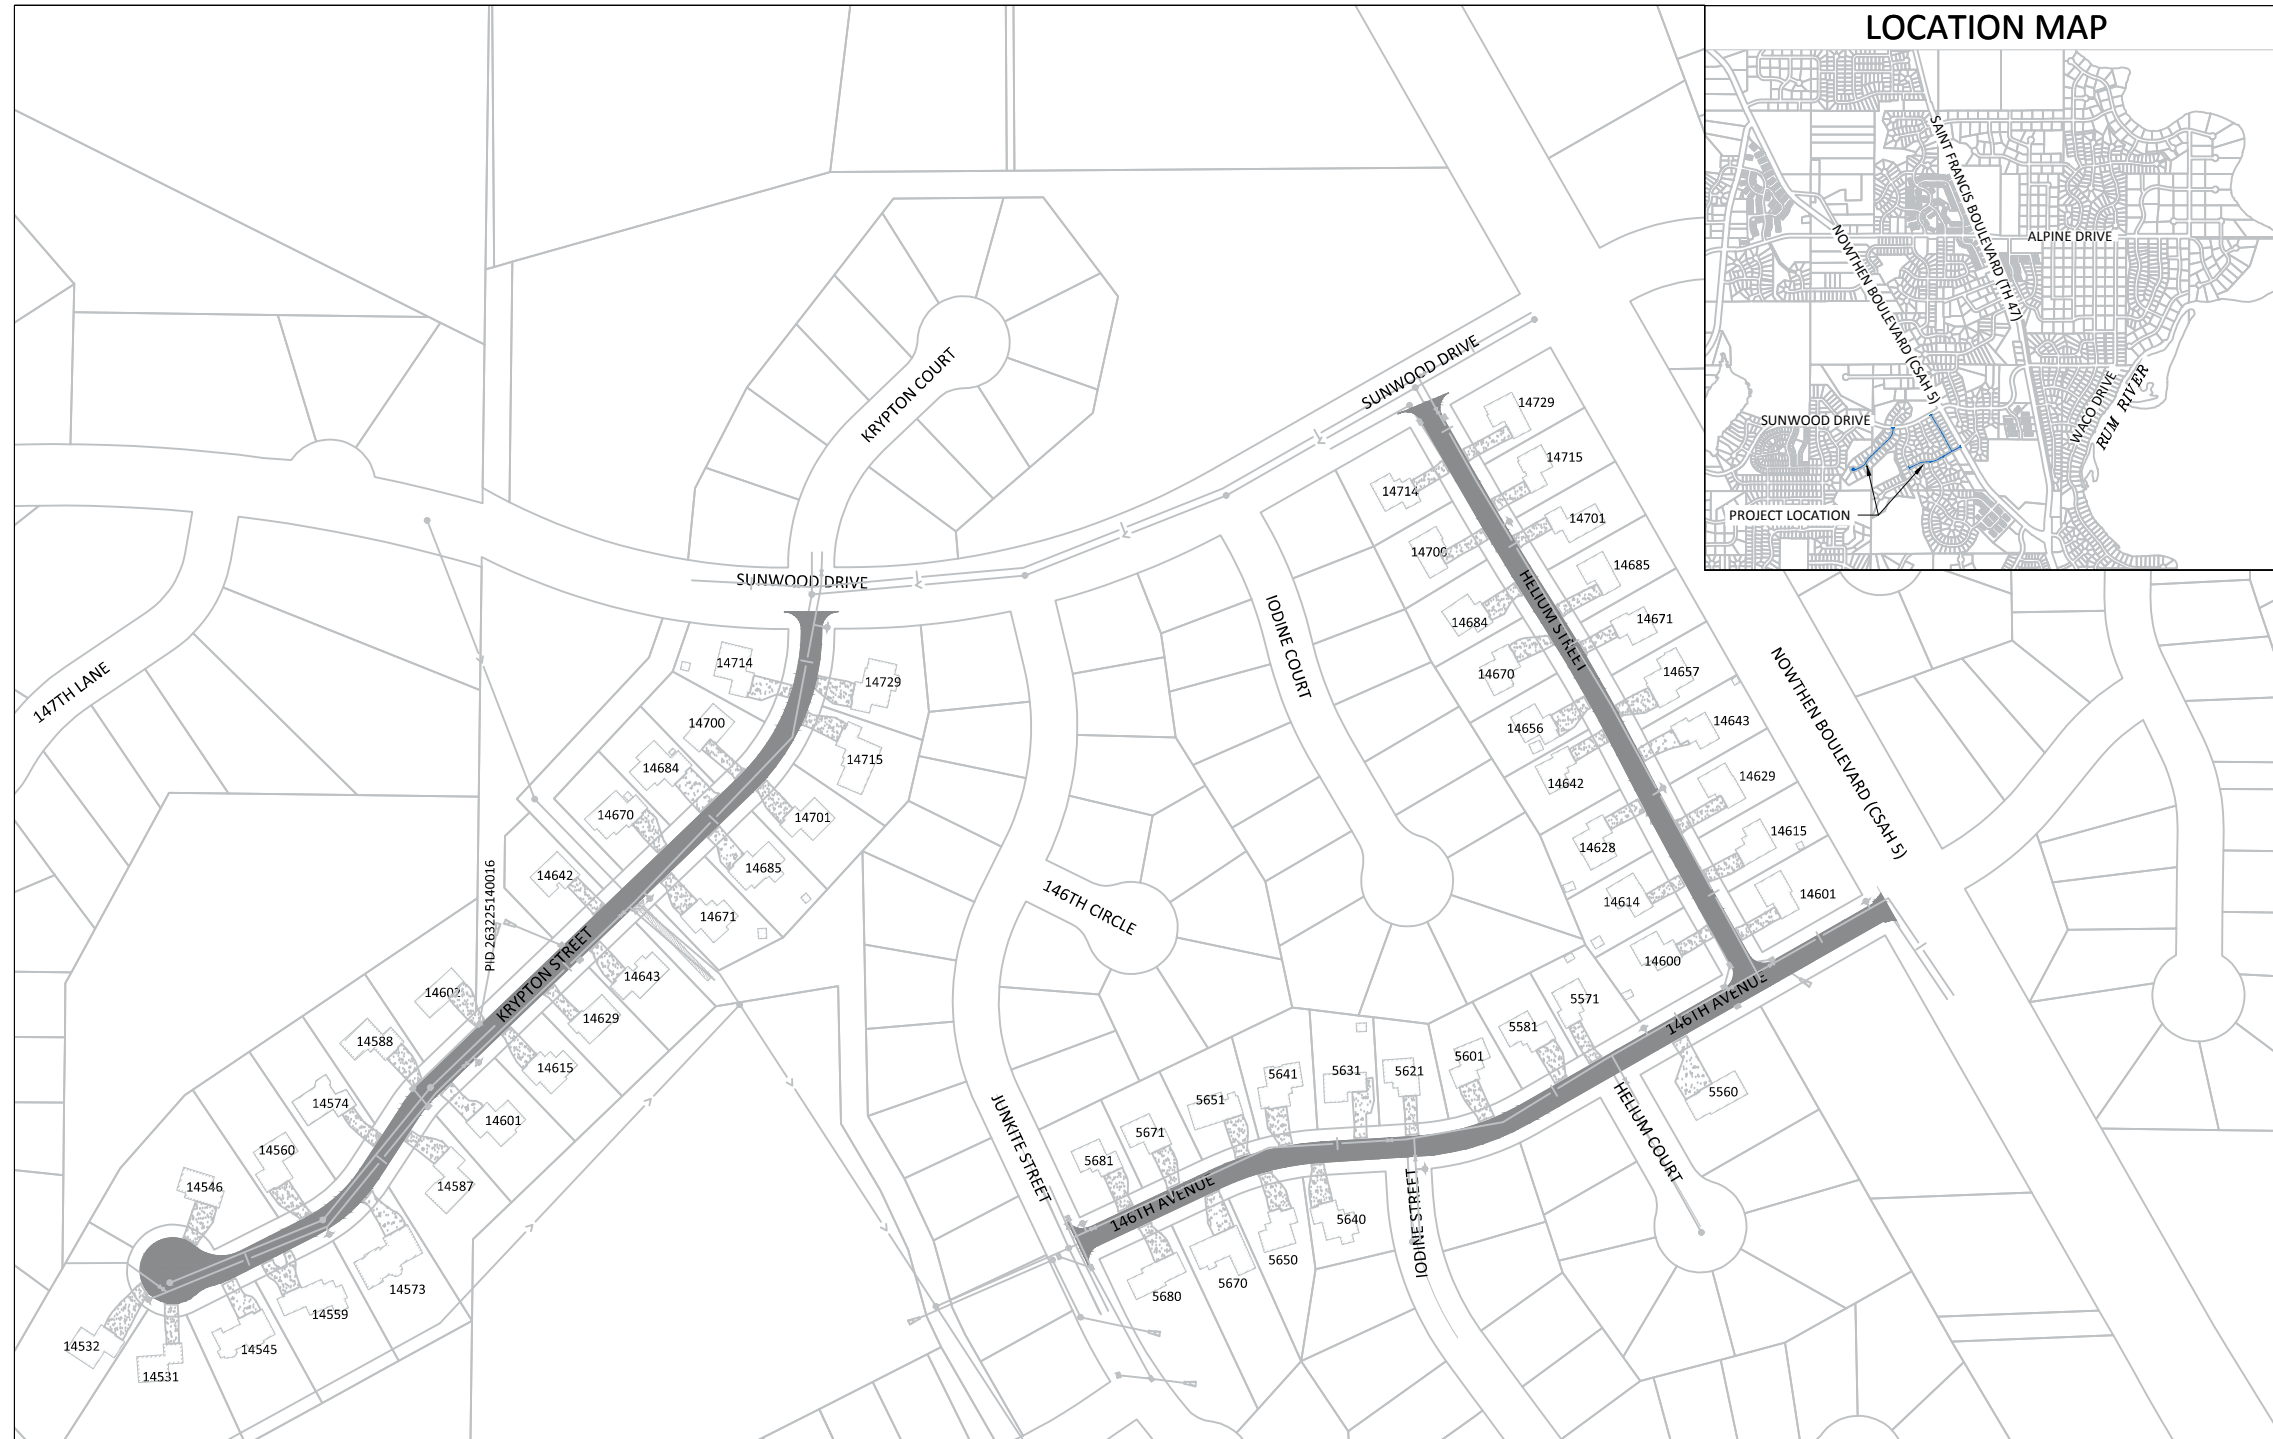 LOCATION MAP
SAINT FRANCIS BOULEVARD (TH 47)
NOWTHEN BOULEVARD (CSAH 5)
ALPINE DRIVE
SUNWOOD DRIVE
WACO DRIVE
RUM RIVER
PROJECT LOCATION
KRYPTON COURT
SUNWOOD DRIVE
SUNWOOD DRIVE
147TH LANE
IODINE COURT
HELIUM STREET
NOWTHEN BOULEVARD (CSAH 5)
146TH CIRCLE
PID 263225140016
KRYPTON STREET
JUNKITE STREET
146TH AVENUE
146TH AVENUE
IODINE STREET
HELIUM COURT
14729
14715
14714
14701
14700
14685
14684
14671
14670
14657
14656
14643
14642
14629
14628
14615
14614
14601
14600
14714
14729
14700
14715
14684
14701
14670
14685
14642
14671
14643
14602
14629
14588
14615
14574
14601
14560
14587
14546
14573
14559
14545
14532
14531
5571
5581
5601
5621
5631
5641
5651
5671
5681
5560
5640
5650
5670
5680